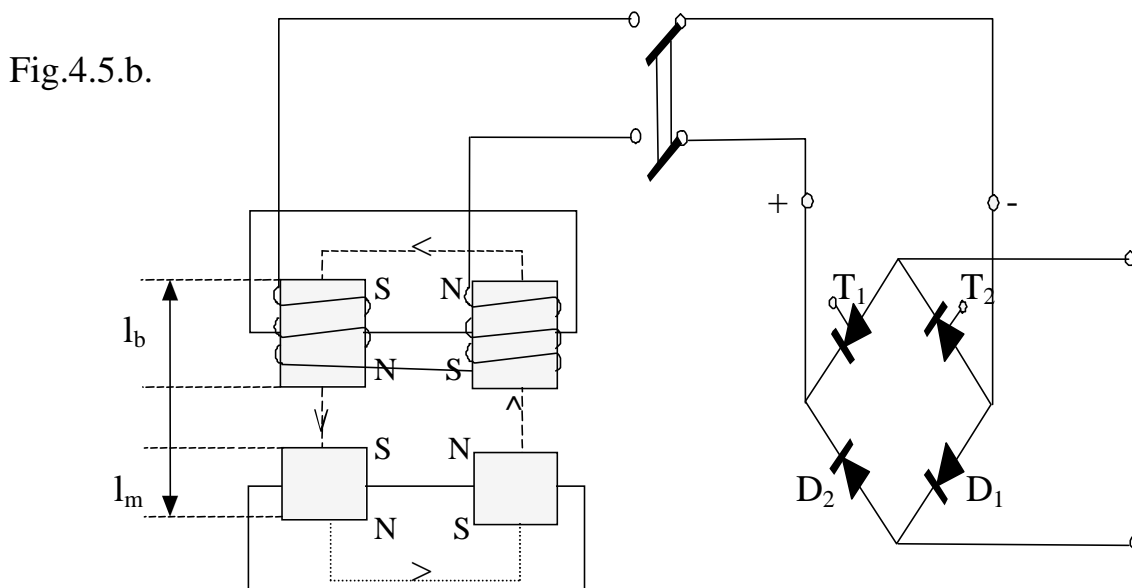 Fig.4.5.b.
+ -
T1 T2
S N
lb
N S
S N
lm
D2 D1
N S